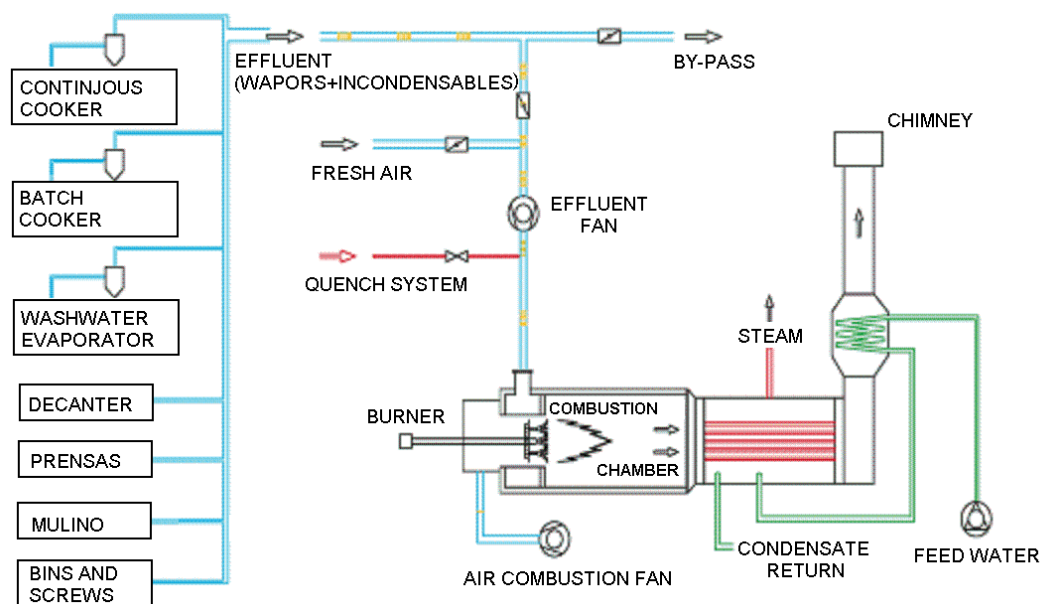 CONTINJOUS
COOKER
BATCH
COOKER
WASHWATER
EVAPORATOR
DECANTER
PRENSAS
MULINO
BINS AND
SCREWS
EFFLUENT
(WAPORS+INCONDENSABLES)
BY-PASS
FRESH AIR
EFFLUENT
FAN
QUENCH SYSTEM
CHIMNEY
STEAM
BURNER
COMBUSTION
CHAMBER
AIR COMBUSTION FAN
CONDENSATE
RETURN
FEED WATER